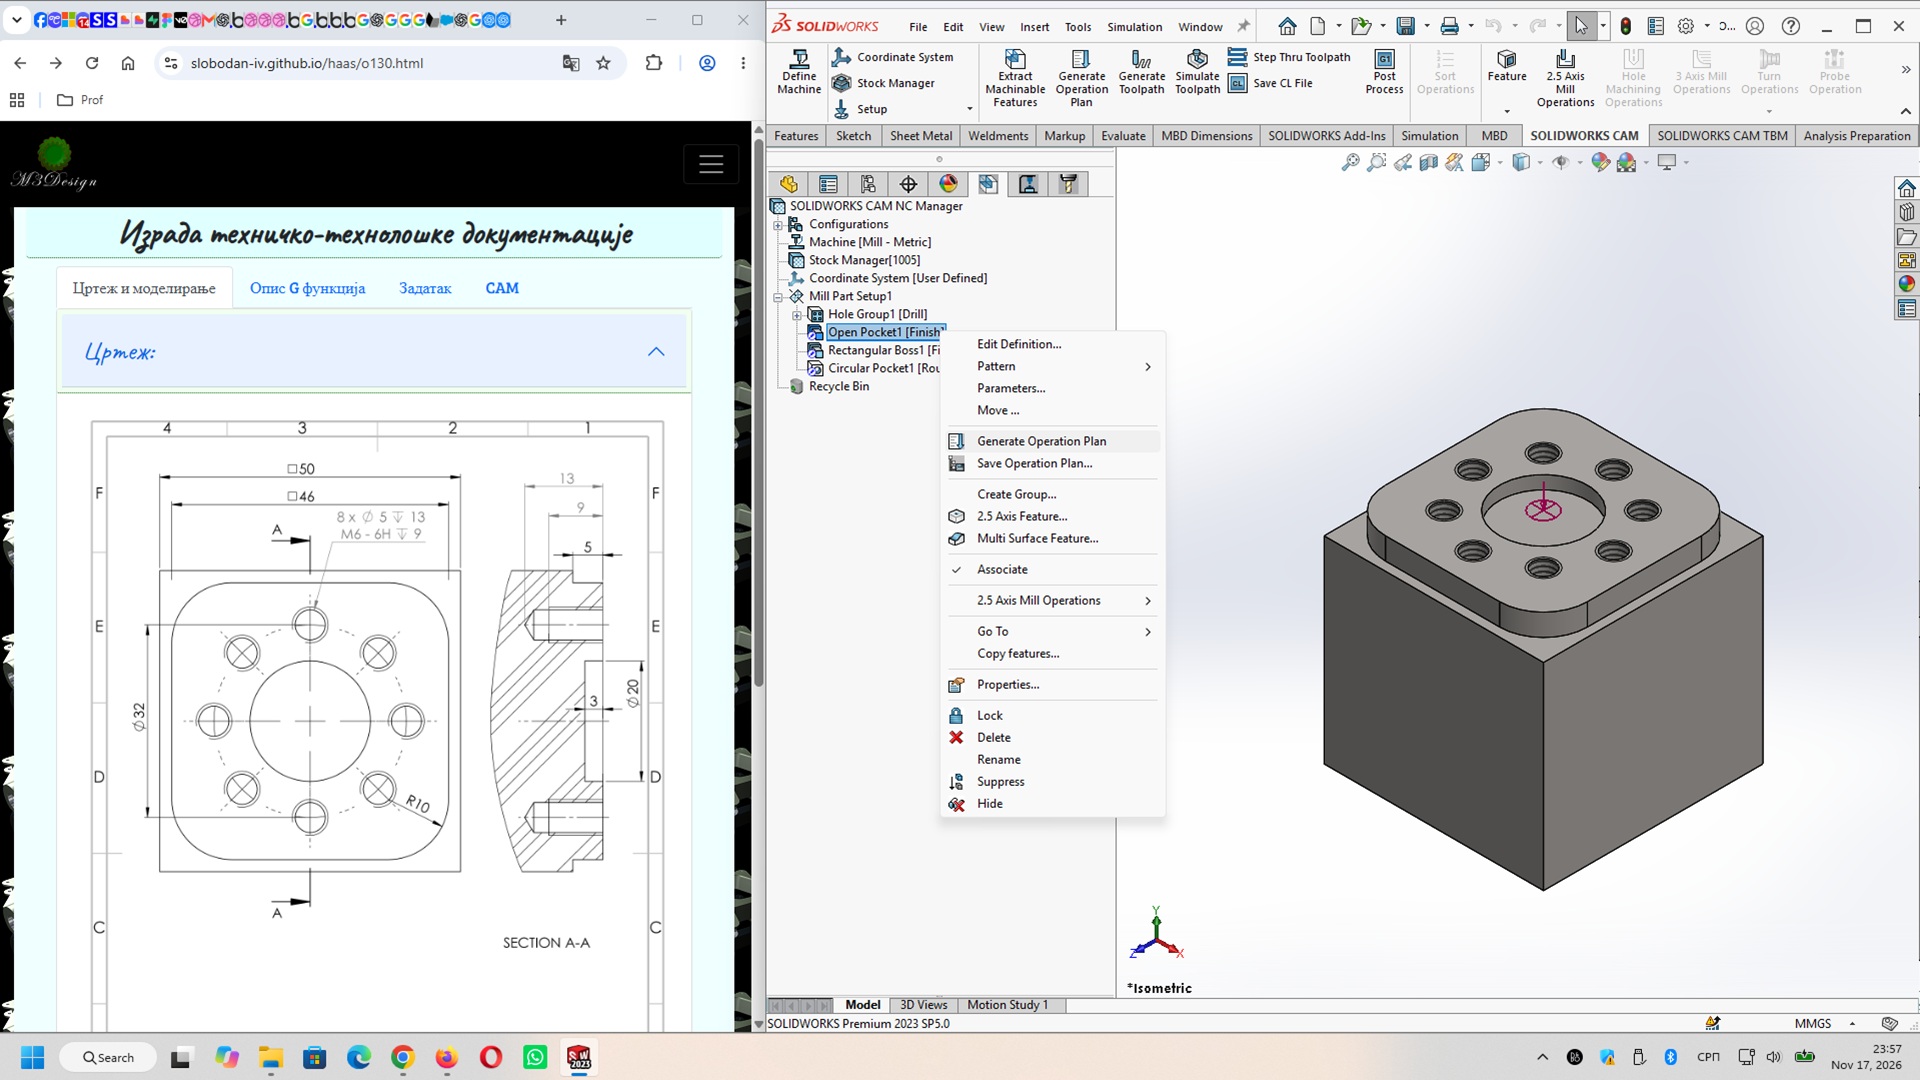 slobodan-iv.github.io/haas/o130.html
Prof
M3Design
Израда техничко-технолошке документације
Цртеж и моделирање
Опис G функција
Задатак
CAM
Цртеж:
4 3 2 1
□50
□46
8 x ∅ 5 ↧ 13
M6 - 6H ↧ 9
13
9
5
A
F F
E E
∅32
∅20
3
D D
R10
A
C C
SECTION A-A
SOLIDWORKS
File Edit View Insert Tools Simulation Window
Define Machine
Coordinate System
Stock Manager
Setup
Extract Machinable Features
Generate Operation Plan
Generate Toolpath
Simulate Toolpath
Step Thru Toolpath
Save CL File
Post Process
Sort Operations
Feature
2.5 Axis Mill Operations
Hole Machining Operations
3 Axis Mill Operations
Turn Operations
Probe Operation
Features Sketch Sheet Metal Weldments Markup Evaluate MBD Dimensions SOLIDWORKS Add-Ins Simulation MBD SOLIDWORKS CAM SOLIDWORKS CAM TBM Analysis Preparation
SOLIDWORKS CAM NC Manager
Configurations
Machine [Mill - Metric]
Stock Manager[1005]
Coordinate System [User Defined]
Mill Part Setup1
Hole Group1 [Drill]
Open Pocket1 [Finish]
Rectangular Boss1 [Fi
Circular Pocket1 [Rou
Recycle Bin
Edit Definition...
Pattern
Parameters...
Move ...
Generate Operation Plan
Save Operation Plan...
Create Group...
2.5 Axis Feature...
Multi Surface Feature...
Associate
2.5 Axis Mill Operations
Go To
Copy features...
Properties...
Lock
Delete
Rename
Suppress
Hide
Y
Z
X
*Isometric
Model 3D Views Motion Study 1
SOLIDWORKS Premium 2023 SP5.0
MMGS
Search
СРП
23:57
Nov 17, 2026